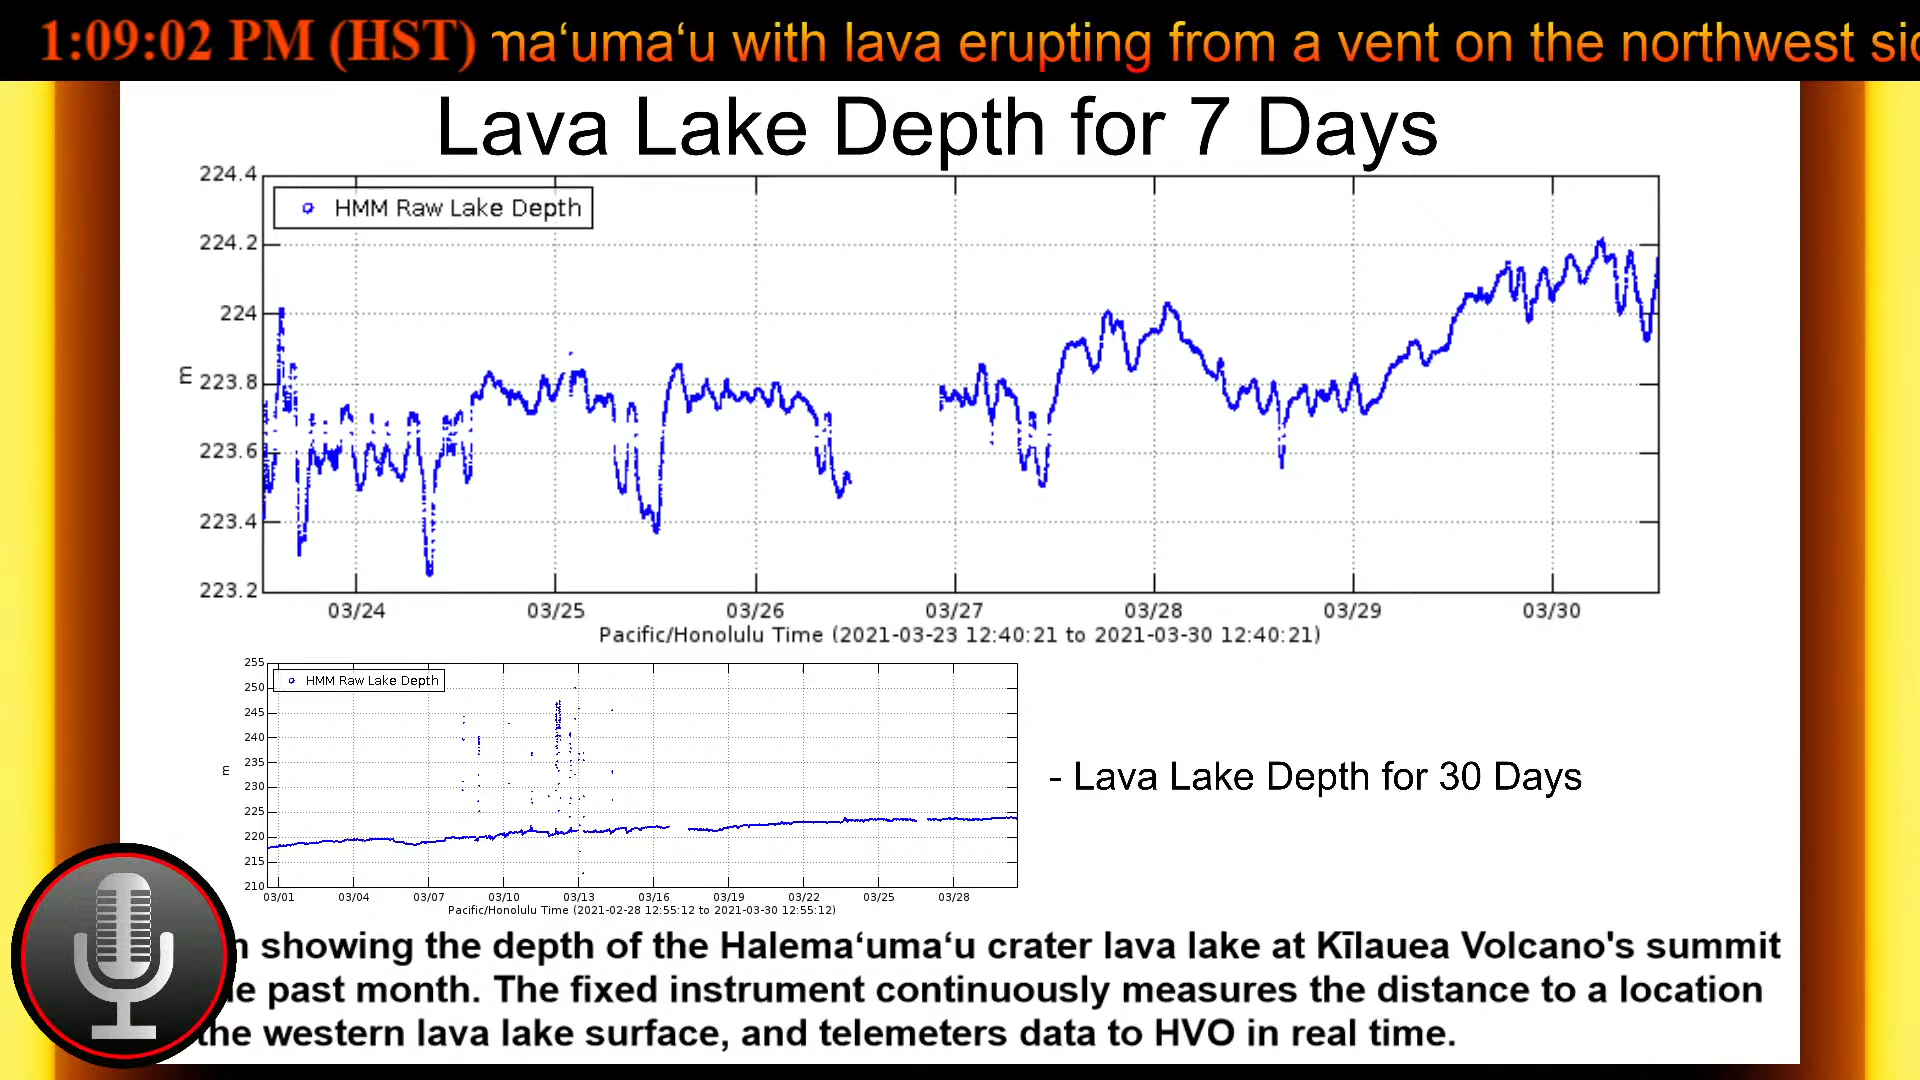 1:09:02 PM (HST) maʻumaʻu with lava erupting from a vent on the northwest sid
Lava Lake Depth for 7 Days
HMM Raw Lake Depth
224.4
224.2
224
223.8
223.6
223.4
223.2
m
03/24 03/25 03/26 03/27 03/28 03/29 03/30
Pacific/Honolulu Time (2021-03-23 12:40:21 to 2021-03-30 12:40:21)
HMM Raw Lake Depth
255
250
245
240
235
230
225
220
215
210
m
03/01 03/04 03/07 03/10 03/13 03/16 03/19 03/22 03/25 03/28
Pacific/Honolulu Time (2021-02-28 12:55:12 to 2021-03-30 12:55:12)
- Lava Lake Depth for 30 Days
showing the depth of the Halemaʻumaʻu crater lava lake at Kīlauea Volcano's summit
past month. The fixed instrument continuously measures the distance to a location
the western lava lake surface, and telemeters data to HVO in real time.